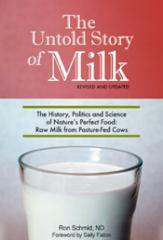 The
Untold Story
of Milk
REVISED AND UPDATED
The History, Politics and Science
of Nature's Perfect Food:
Raw Milk from Pasture-Fed Cows
Ron Schmid, ND
Foreword by Sally Fallon